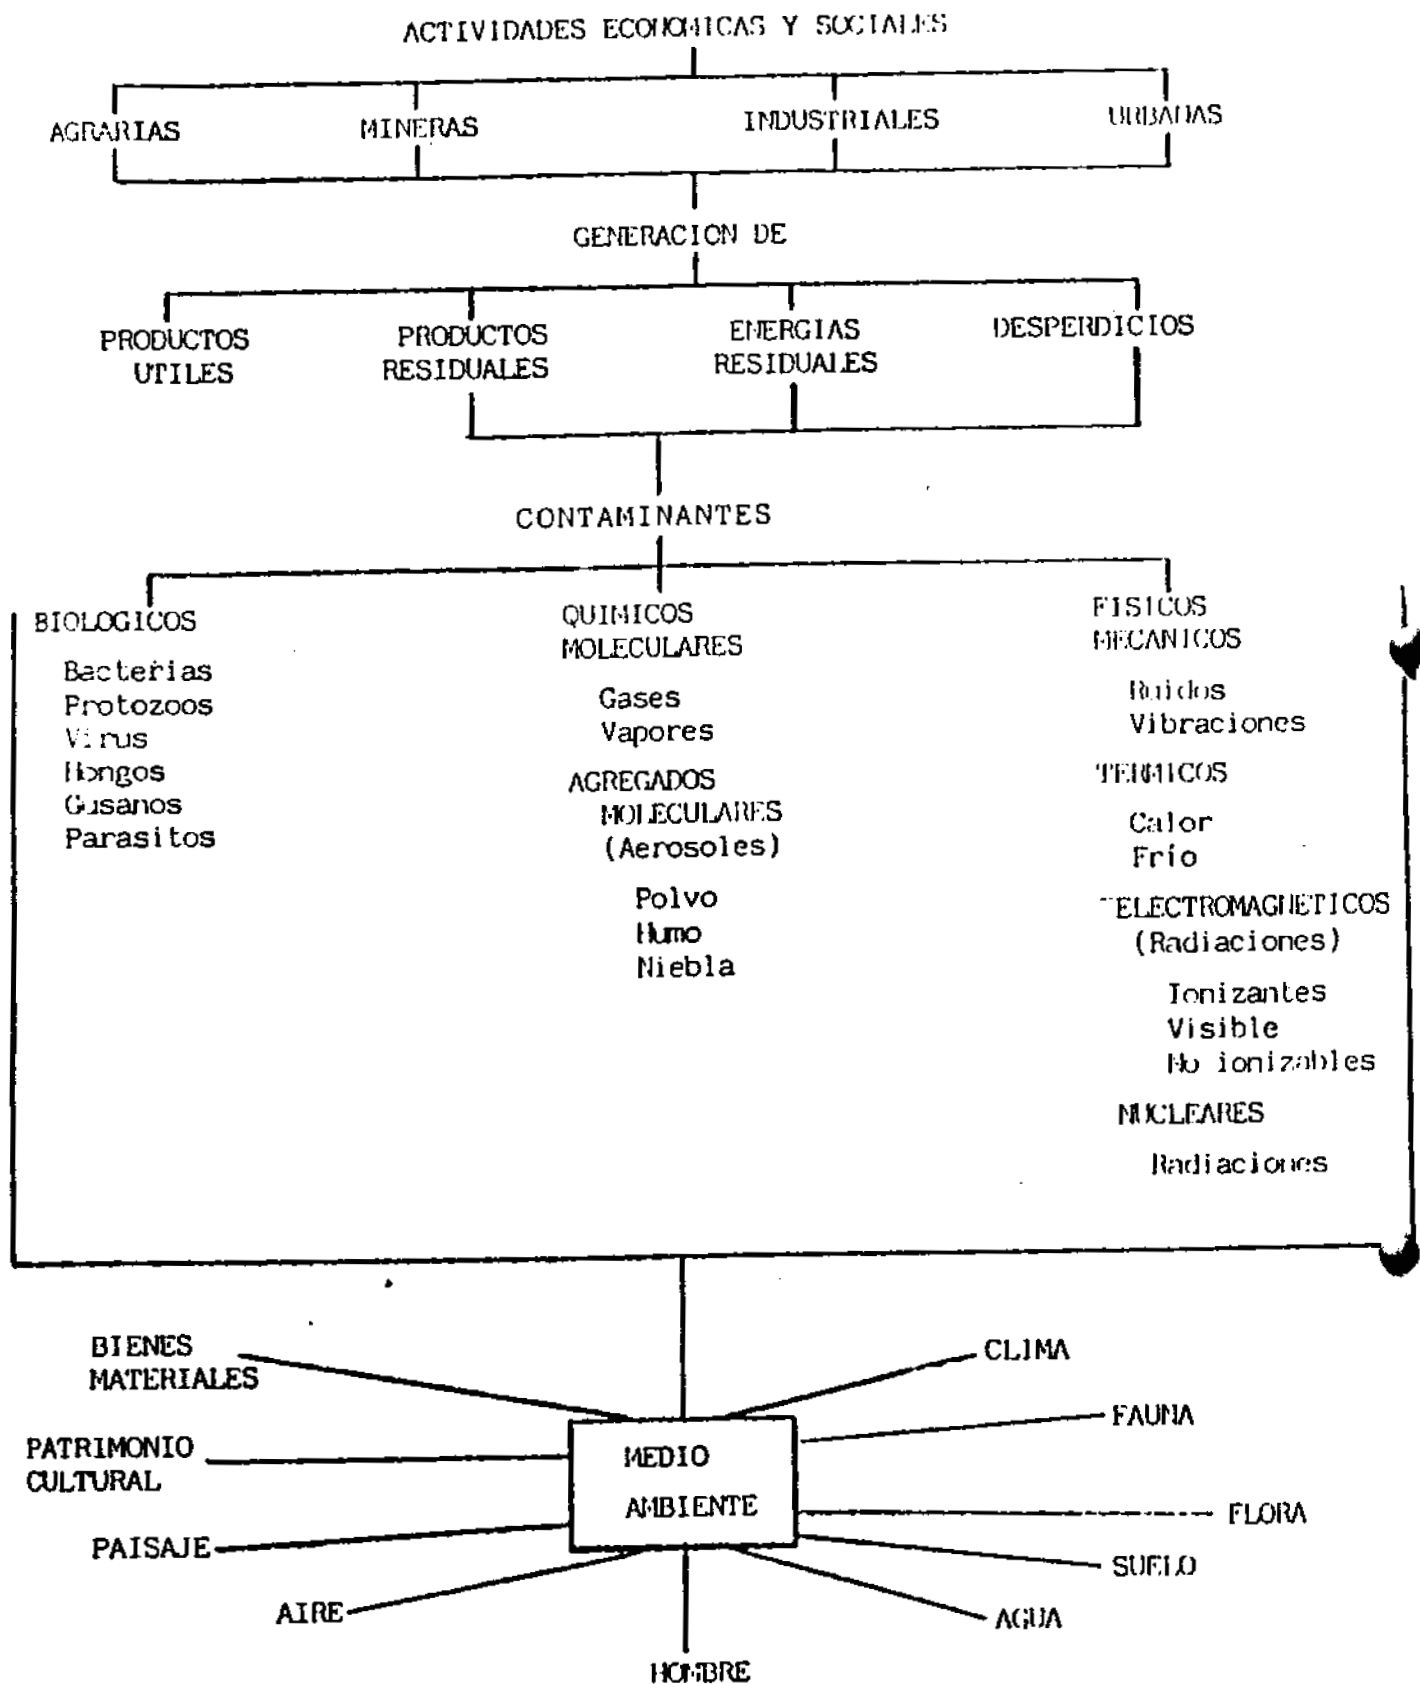 ACTIVIDADES ECONOMICAS Y SOCIALES
AGRARIAS
MINERAS
INDUSTRIALES
URBANAS
GENERACION DE
PRODUCTOS
UTILES
PRODUCTOS
RESIDUALES
ENERGIAS
RESIDUALES
DESPERDICIOS
CONTAMINANTES
BIOLOGICOS
Bacterias
Protozoos
Virus
Hongos
Gusanos
Parasitos
QUIMICOS
MOLECULARES
Gases
Vapores
AGREGADOS
MOLECULARES
(Aerosoles)
Polvo
Humo
Niebla
FISICOS
MECANICOS
Ruidos
Vibraciones
TERMICOS
Calor
Frío
ELECTROMAGNETICOS
(Radiaciones)
Ionizantes
Visible
No ionizables
NUCLEARES
Radiaciones
BIENES
MATERIALES
PATRIMONIO
CULTURAL
PAISAJE
AIRE
HOMBRE
MEDIO
AMBIENTE
CLIMA
FAUNA
FLORA
SUELO
AGUA